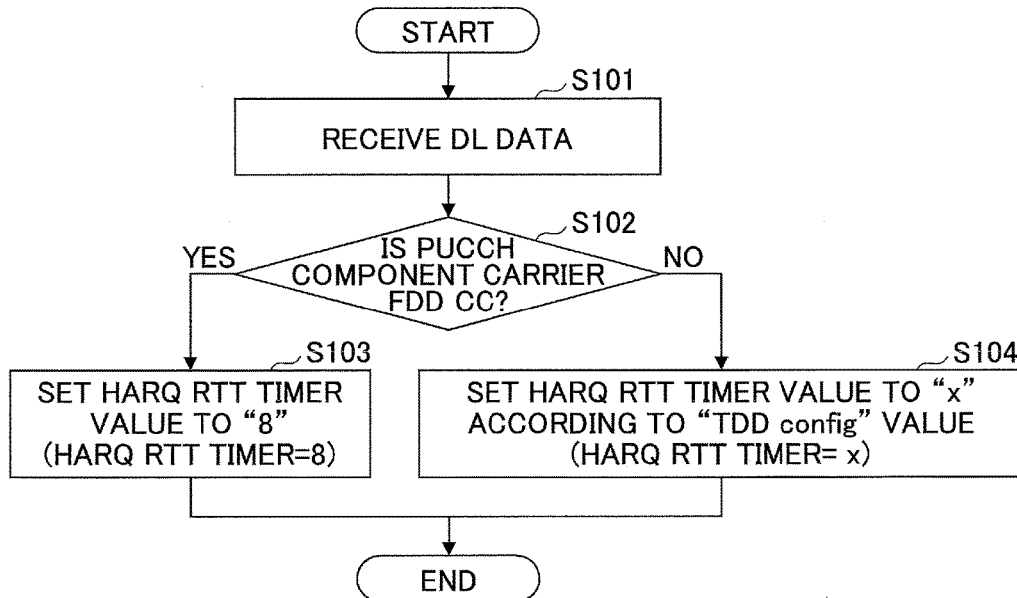 START
S101
RECEIVE DL DATA
S102
YES
IS PUCCH
COMPONENT CARRIER
FDD CC?
NO
S103
SET HARQ RTT TIMER
VALUE TO “8”
(HARQ RTT TIMER=8)
S104
SET HARQ RTT TIMER VALUE TO “x”
ACCORDING TO “TDD config” VALUE
(HARQ RTT TIMER= x)
END